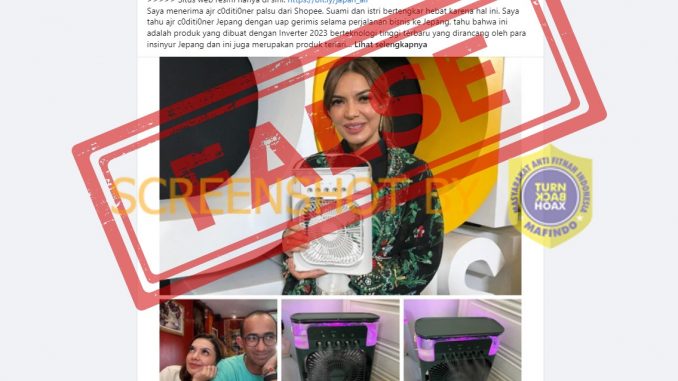 >>>>> Situs web resmi hanya di sini: https://bit.ly/japan_air
Saya menerima ajr c0diti0ner palsu dari Shopee. Suami dan istri bertengkar hebat karena hal ini. Saya
tahu ajr c0diti0ner Jepang dengan uap gerimis selama perjalanan bisnis ke Jepang, tahu bahwa ini
adalah produk yang dibuat dengan Inverter 2023 berteknologi tinggi terbaru yang dirancang oleh para
insinyur Jepang dan ini juga merupakan produk terlari... Lihat selengkapnya
FALSE
SCREENSHOT BY
MASYARAKAT ANTI FITNAH INDONESIA
TURN
BACK
HOAX
MAFINDO